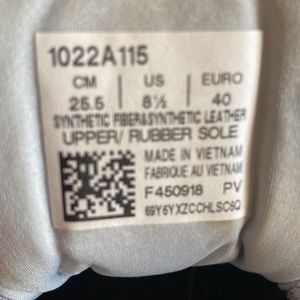 1022A115
CM US EURO
25.5 8½ 40
SYNTHETIC FIBER&SYNTHETIC LEATHER
UPPER/ RUBBER SOLE
MADE IN VIETNAM
FABRIQUE AU VIETNAM
F450918 PV
69Y6YXZCCHLSC6Q